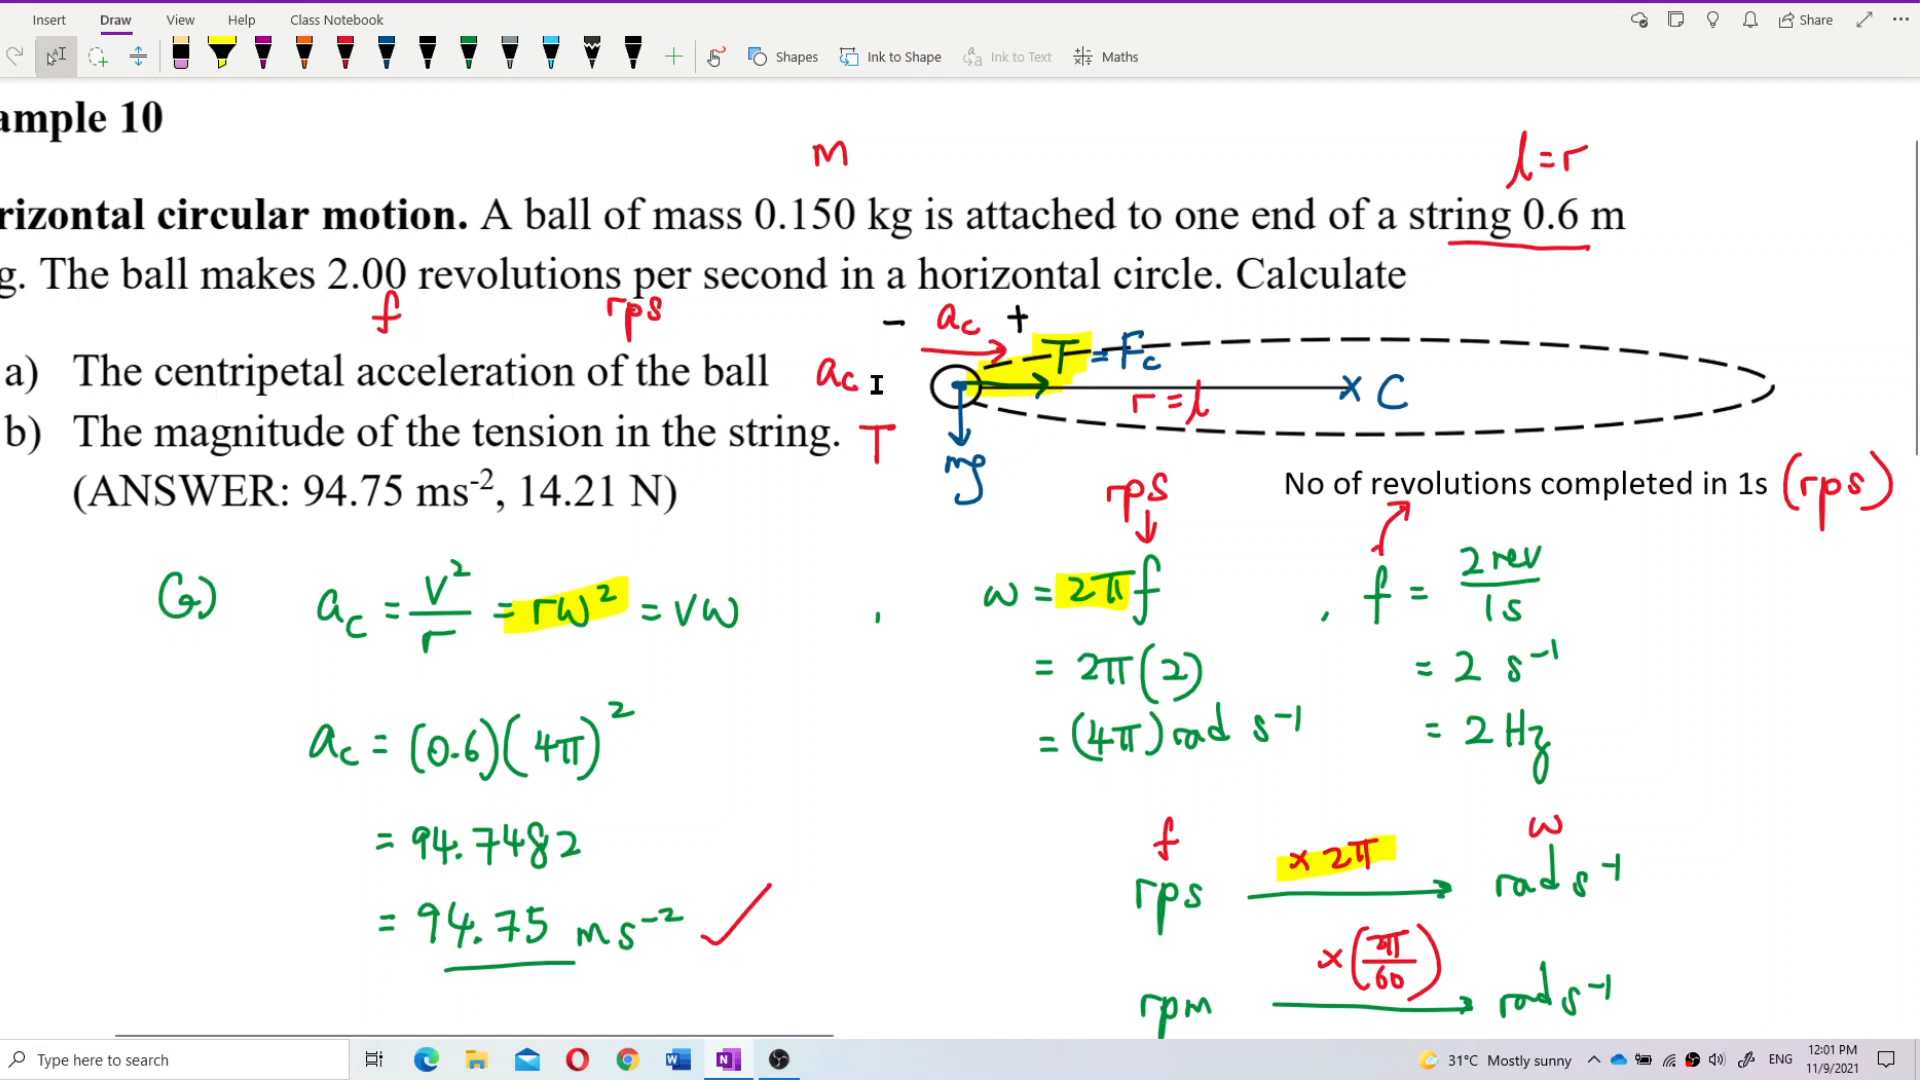 Insert Draw View Help Class Notebook Share
Shapes Ink to Shape Ink to Text Maths
ample 10
m
l = r
rizontal circular motion. A ball of mass 0.150 kg is attached to one end of a string 0.6 m
g. The ball makes 2.00 revolutions per second in a horizontal circle. Calculate
f rps
- ac +
T = Fc
a) The centripetal acceleration of the ball ac
r = l × C
b) The magnitude of the tension in the string. T
mg
(ANSWER: 94.75 ms-2, 14.21 N)
rps
No of revolutions completed in 1s (rps)
(a) ac = v²/r = rω² = vω , ω = 2πf , f = 2 rev/1s
= 2π(2) = 2 s⁻¹
ac = (0.6)(4π)² = (4π) rad s⁻¹ = 2 Hz
= 94.7482
f × 2π ω
rps rad s⁻¹
= 94.75 ms⁻²
× (2π/60)
rpm rad s⁻¹
Type here to search 31°C Mostly sunny ENG 12:01 PM
11/9/2021